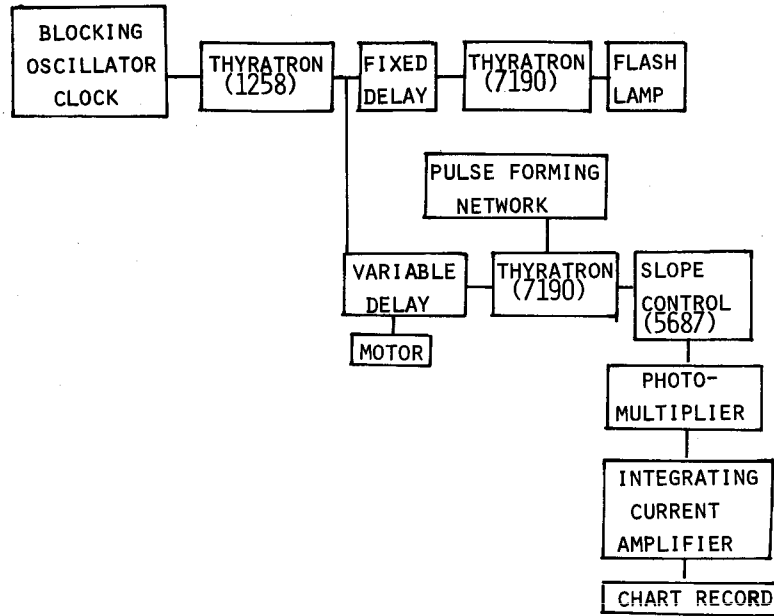 BLOCKING
OSCILLATOR
CLOCK
THYRATRON
(1258)
FIXED
DELAY
THYRATRON
(7190)
FLASH
LAMP
PULSE FORMING
NETWORK
VARIABLE
DELAY
THYRATRON
(7190)
SLOPE
CONTROL
(5687)
MOTOR
PHOTO-
MULTIPLIER
INTEGRATING
CURRENT
AMPLIFIER
CHART RECORD